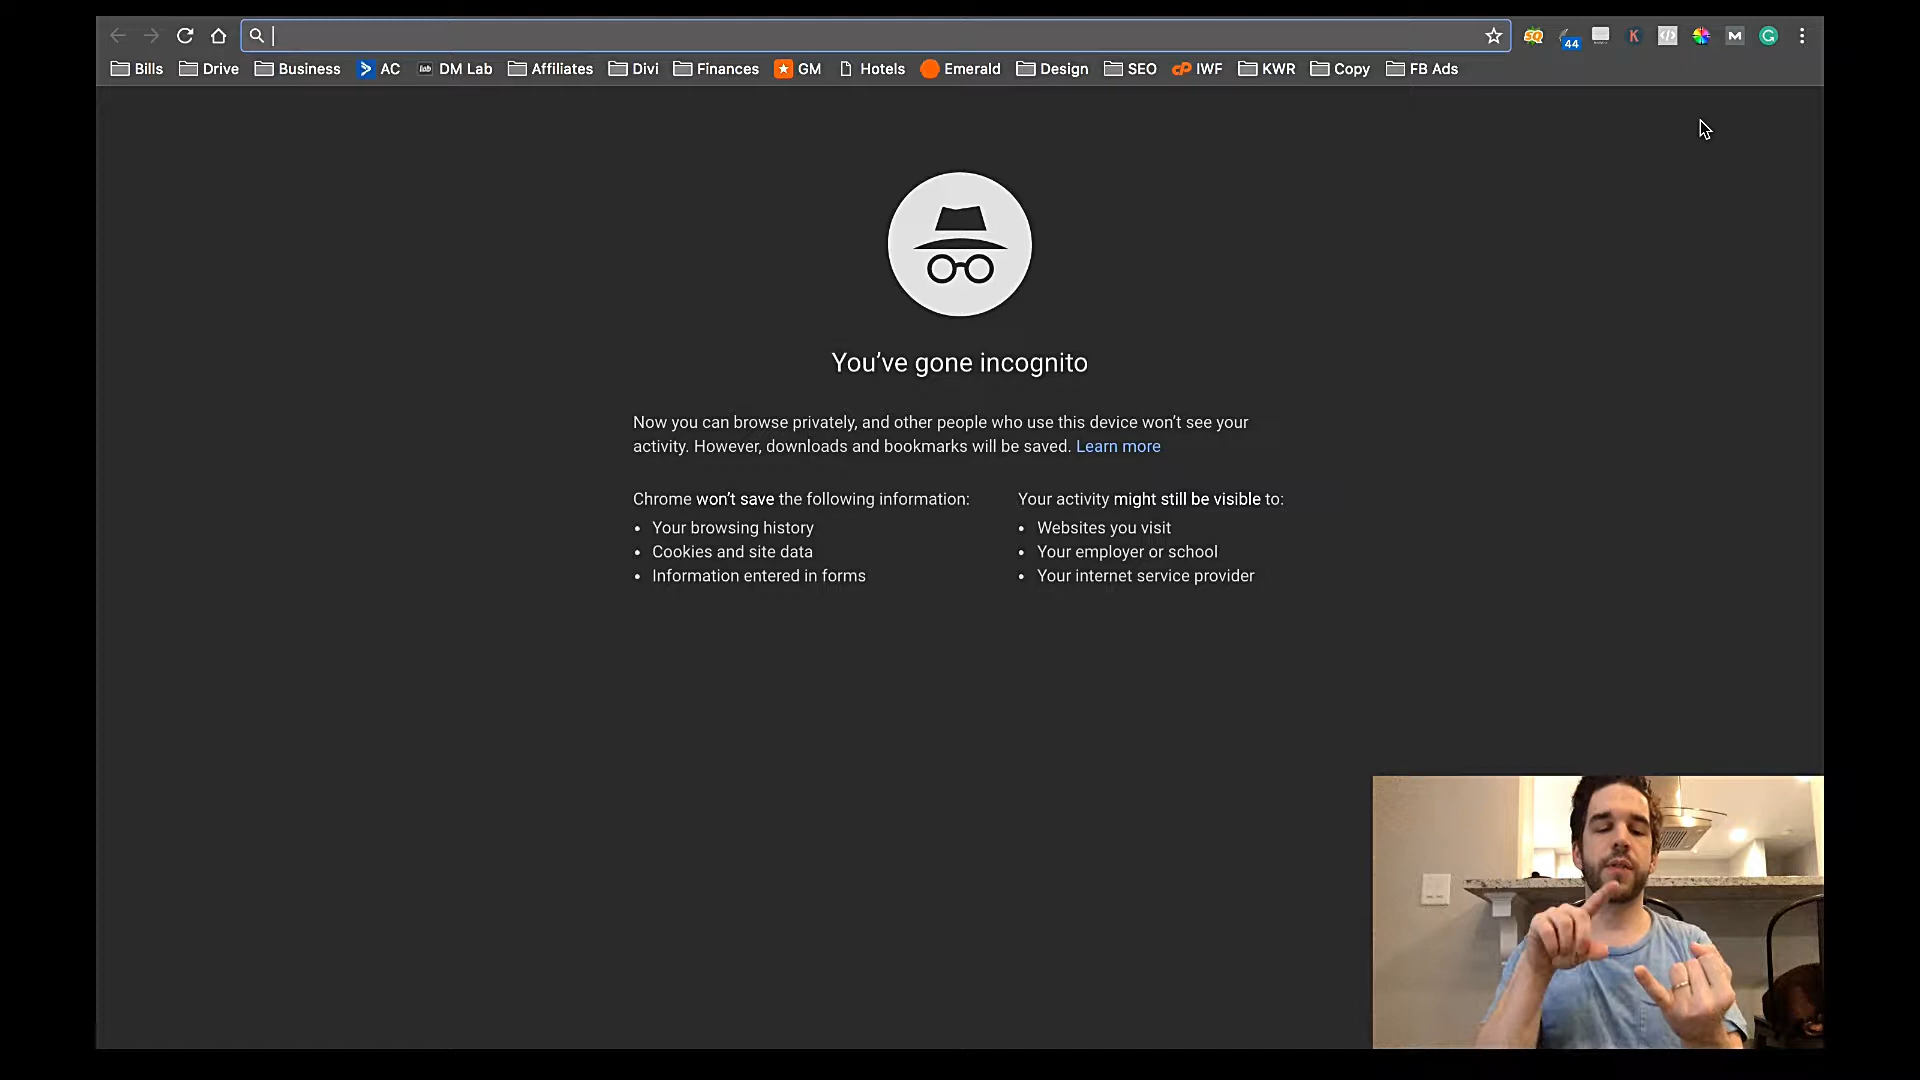 SQ 44 K M G
Bills Drive Business AC lab DM Lab Affiliates Divi Finances GM Hotels Emerald Design SEO cP IWF KWR Copy FB Ads
You’ve gone incognito
Now you can browse privately, and other people who use this device won’t see your
activity. However, downloads and bookmarks will be saved. Learn more
Chrome won’t save the following information:
• Your browsing history
• Cookies and site data
• Information entered in forms
Your activity might still be visible to:
• Websites you visit
• Your employer or school
• Your internet service provider